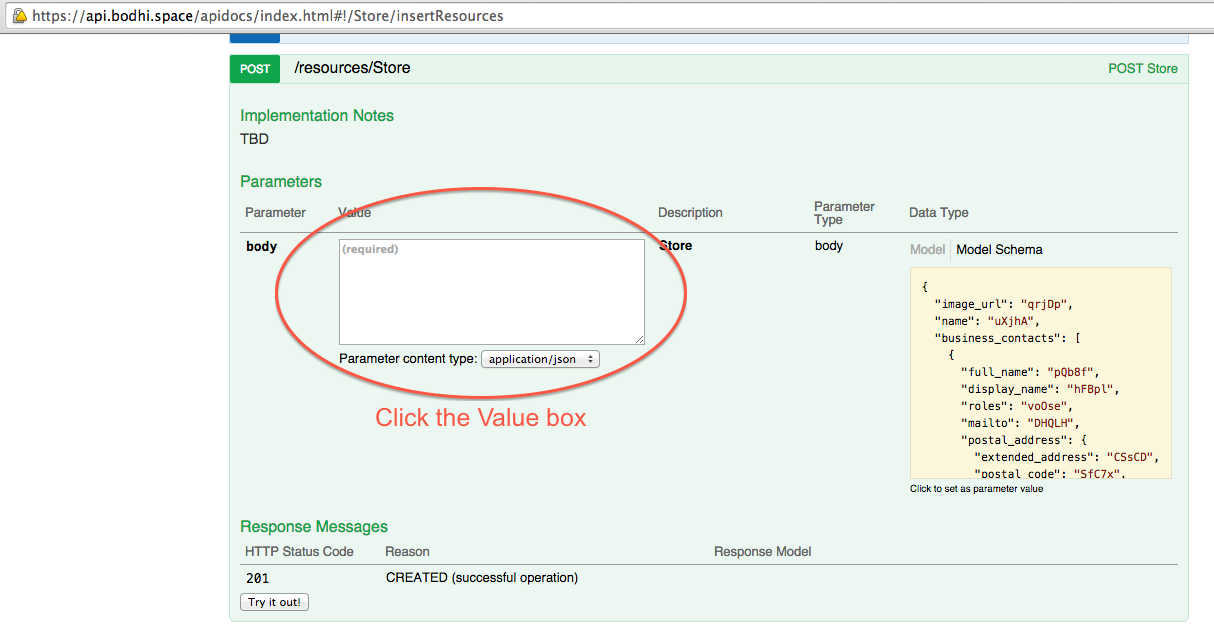 https://api.bodhi.space/apidocs/index.html#!/Store/insertResources
POST /resources/Store POST Store
Implementation Notes
TBD
Parameters
Parameter Value Description Parameter Type Data Type
body (required) Store body Model Model Schema
{
"image_url": "qrjDp",
"name": "uXjhA",
"business_contacts": [
{
"full_name": "pQb8f",
"display_name": "hFBpl",
"roles": "voOse",
"mailto": "DHQLH",
"postal_address": {
"extended_address": "CSsCD",
"postal_code": "SfC7x",
Parameter content type: application/json
Click to set as parameter value
Click the Value box
Response Messages
HTTP Status Code Reason Response Model
201 CREATED (successful operation)
Try it out!